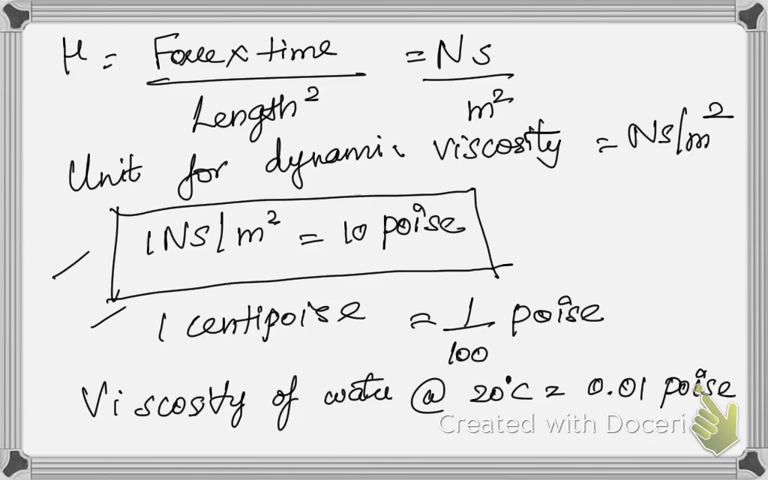 μ = Force x time / Length² = Ns / m²
Unit for dynamic viscosity = Ns/m²
1Ns/m² = 10 poise
1 centipoise = 1/100 poise
Viscosity of water @ 20°C = 0.01 poise
Created with Doceri